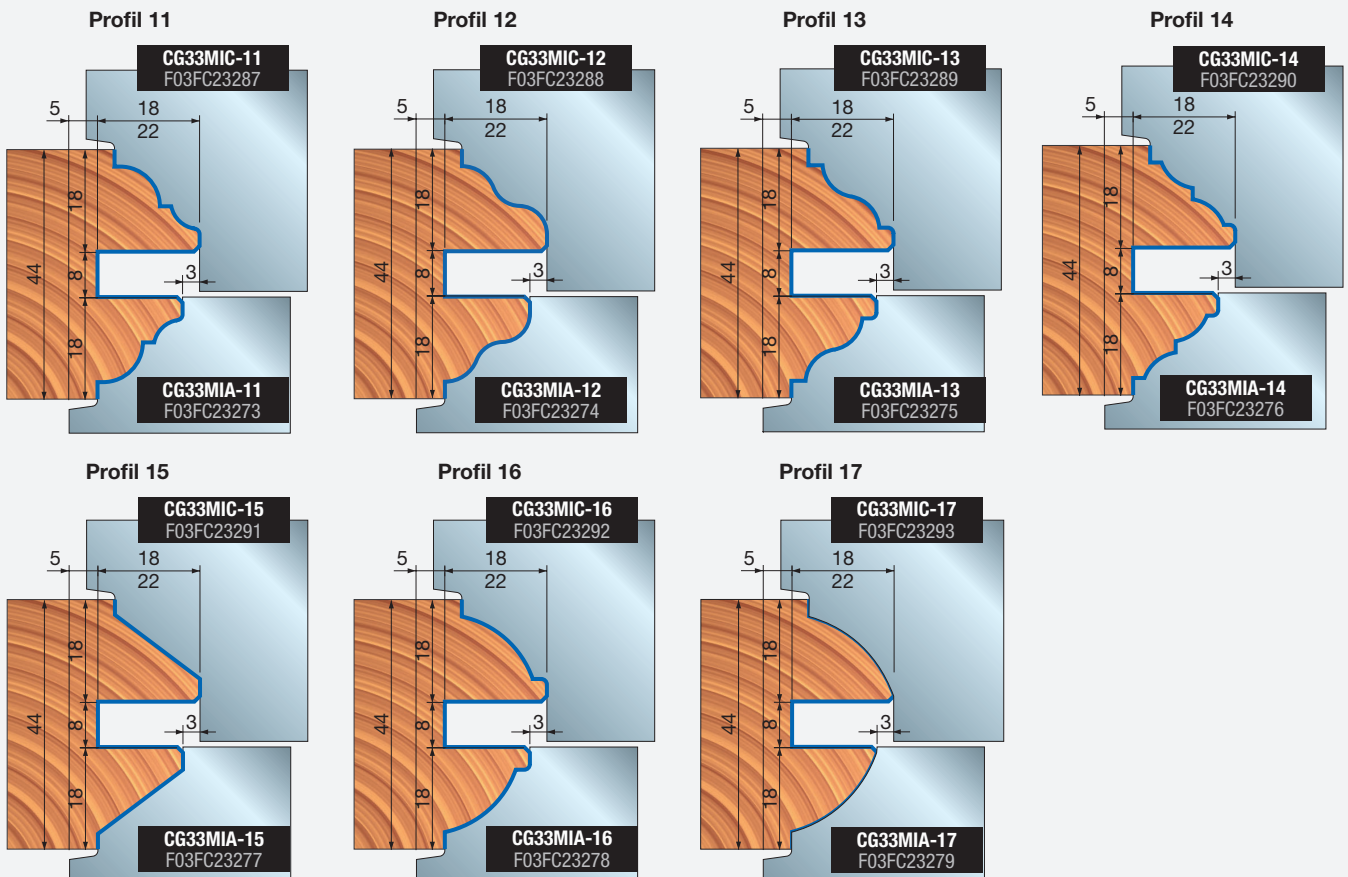 Profil 11
CG33MIC-11
F03FC23287
5
18
22
18
44
8
3
18
CG33MIA-11
F03FC23273
Profil 12
CG33MIC-12
F03FC23288
5
18
22
18
44
8
3
18
CG33MIA-12
F03FC23274
Profil 13
CG33MIC-13
F03FC23289
5
18
22
18
44
8
3
18
CG33MIA-13
F03FC23275
Profil 14
CG33MIC-14
F03FC23290
5
18
22
18
44
8
3
18
CG33MIA-14
F03FC23276
Profil 15
CG33MIC-15
F03FC23291
5
18
22
18
44
8
3
18
CG33MIA-15
F03FC23277
Profil 16
CG33MIC-16
F03FC23292
5
18
22
18
44
8
3
18
CG33MIA-16
F03FC23278
Profil 17
CG33MIC-17
F03FC23293
5
18
22
18
44
8
3
18
CG33MIA-17
F03FC23279